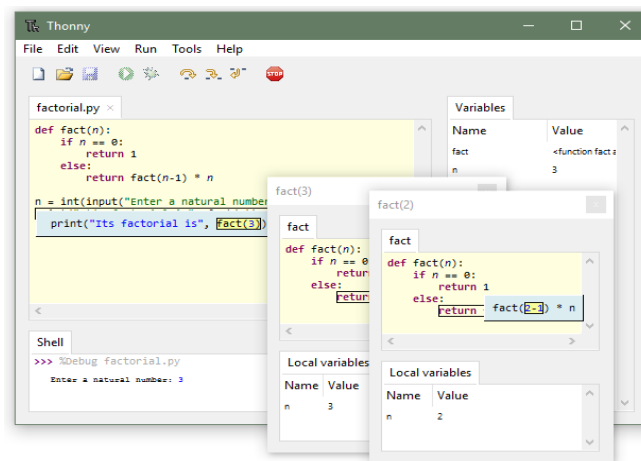 Thonny
File Edit View Run Tools Help
STOP
factorial.py
def fact(n):
    if n == 0:
        return 1
    else:
        return fact(n-1) * n
n = int(input("Enter a natural number
print("Its factorial is", fact(3))
Shell
>>> %Debug factorial.py
Enter a natural number: 3
Variables
Name Value
fact <function fact a
n 3
fact(3)
fact
def fact(n):
    if n == 0
        retur
    else:
        retur
Local variables
Name Value
n 3
fact(2)
fact
def fact(n):
    if n == 0:
        return 1
    else:
        return fact(2-1) * n
Local variables
Name Value
n 2